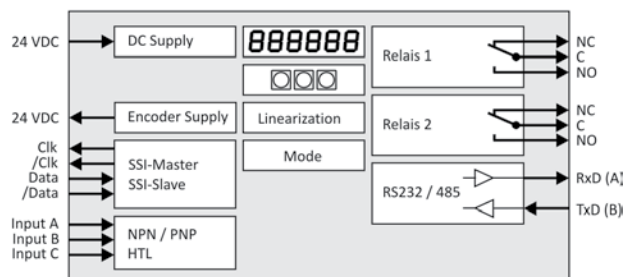 24 VDC
DC Supply
888888
Relais 1
NC
C
NO
24 VDC
Encoder Supply
Linearization
Relais 2
NC
C
NO
Clk
/Clk
Data
/Data
SSI-Master
SSI-Slave
Mode
RS232 / 485
RxD (A)
TxD (B)
Input A
Input B
Input C
NPN / PNP
HTL